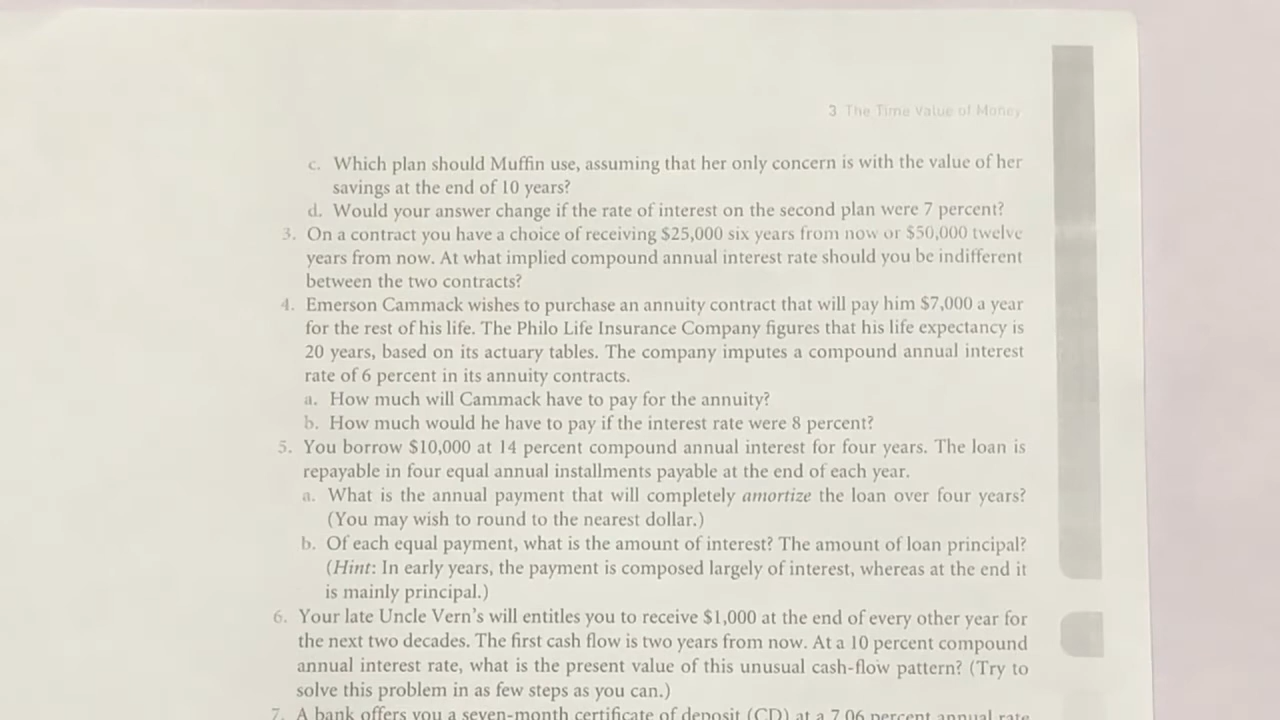 3 The Time Value of Money
c. Which plan should Muffin use, assuming that her only concern is with the value of her
savings at the end of 10 years?
d. Would your answer change if the rate of interest on the second plan were 7 percent?
3. On a contract you have a choice of receiving $25,000 six years from now or $50,000 twelve
years from now. At what implied compound annual interest rate should you be indifferent
between the two contracts?
4. Emerson Cammack wishes to purchase an annuity contract that will pay him $7,000 a year
for the rest of his life. The Philo Life Insurance Company figures that his life expectancy is
20 years, based on its actuary tables. The company imputes a compound annual interest
rate of 6 percent in its annuity contracts.
a. How much will Cammack have to pay for the annuity?
b. How much would he have to pay if the interest rate were 8 percent?
5. You borrow $10,000 at 14 percent compound annual interest for four years. The loan is
repayable in four equal annual installments payable at the end of each year.
a. What is the annual payment that will completely amortize the loan over four years?
(You may wish to round to the nearest dollar.)
b. Of each equal payment, what is the amount of interest? The amount of loan principal?
(Hint: In early years, the payment is composed largely of interest, whereas at the end it
is mainly principal.)
6. Your late Uncle Vern's will entitles you to receive $1,000 at the end of every other year for
the next two decades. The first cash flow is two years from now. At a 10 percent compound
annual interest rate, what is the present value of this unusual cash-flow pattern? (Try to
solve this problem in as few steps as you can.)
7. A bank offers you a seven-month certificate of deposit (CD) at a 7.06 percent annual rate